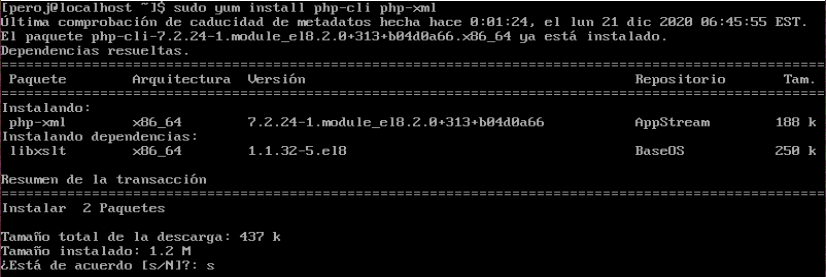 [peroj@localhost ~]$ sudo yum install php-cli php-xml
Última comprobación de caducidad de metadatos hecha hace 0:01:24, el lun 21 dic 2020 06:45:55 EST.
El paquete php-cli-7.2.24-1.module_el8.2.0+313+b04d0a66.x86_64 ya está instalado.
Dependencias resueltas.
================================================================================
Paquete Arquitectura Versión Repositorio Tam.
================================================================================
Instalando:
php-xml x86_64 7.2.24-1.module_el8.2.0+313+b04d0a66 AppStream 188 k
Instalando dependencias:
libxslt x86_64 1.1.32-5.el8 BaseOS 250 k

Resumen de la transacción
================================================================================
Instalar 2 Paquetes

Tamaño total de la descarga: 437 k
Tamaño instalado: 1.2 M
¿Está de acuerdo [s/N]?: s